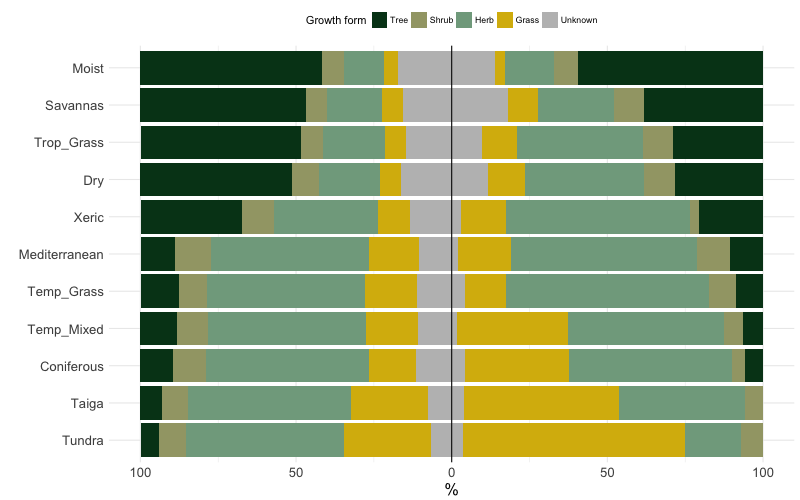 Growth form Tree Shrub Herb Grass Unknown
Moist
Savannas
Trop_Grass
Dry
Xeric
Mediterranean
Temp_Grass
Temp_Mixed
Coniferous
Taiga
Tundra
100 50 0 50 100
%